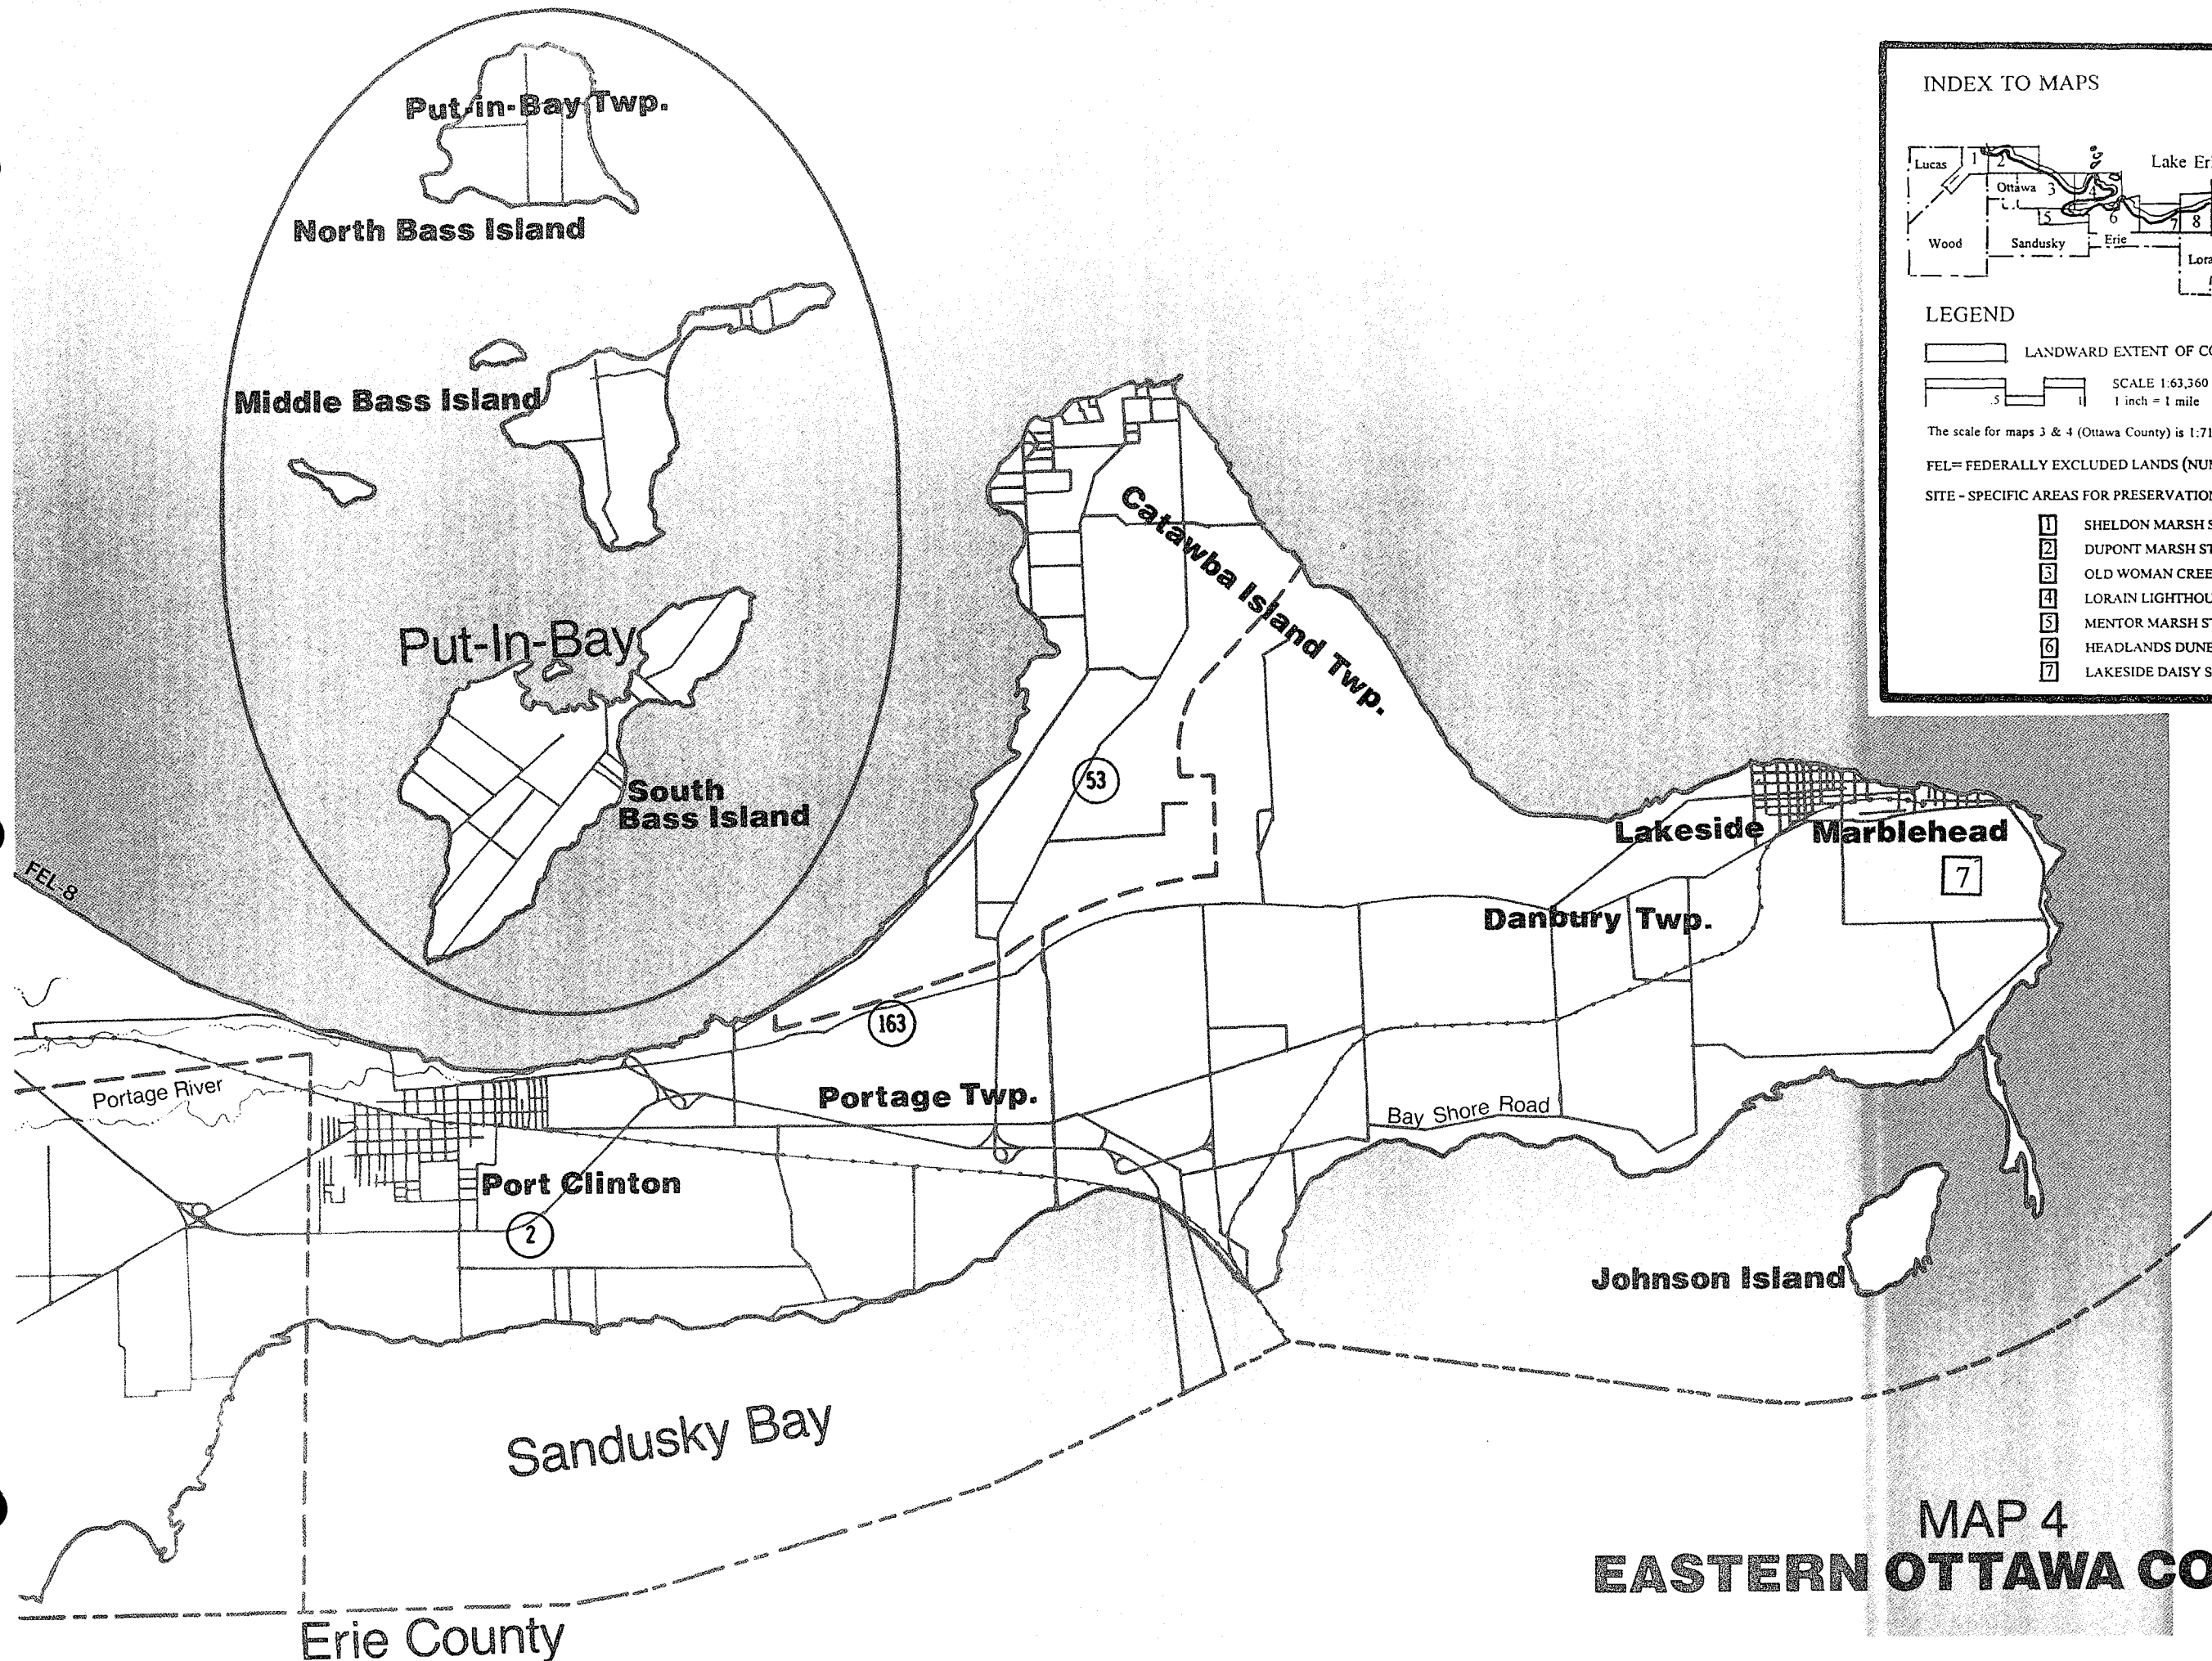 Put-in-Bay Twp.
North Bass Island
Middle Bass Island
Put-In-Bay
South
Bass Island
Catawba Island Twp.
53
Lakeside
Marblehead
7
Danbury Twp.
FEL-8
163
Portage River
Portage Twp.
Bay Shore Road
Port Clinton
2
Johnson Island
Sandusky Bay
Erie County
MAP 4
EASTERN OTTAWA CO
INDEX TO MAPS
Lucas
1
2
Lake Er
Ottawa
3
4
5
6
7
8
Wood
Sandusky
Erie
Lora
LEGEND
LANDWARD EXTENT OF CO
SCALE 1:63,360
.5
1
1 inch = 1 mile
The scale for maps 3 & 4 (Ottawa County) is 1:71
FEL= FEDERALLY EXCLUDED LANDS (NU
SITE - SPECIFIC AREAS FOR PRESERVATION
1 SHELDON MARSH S
2 DUPONT MARSH ST
3 OLD WOMAN CREE
4 LORAIN LIGHTHOU
5 MENTOR MARSH ST
6 HEADLANDS DUNE
7 LAKESIDE DAISY S